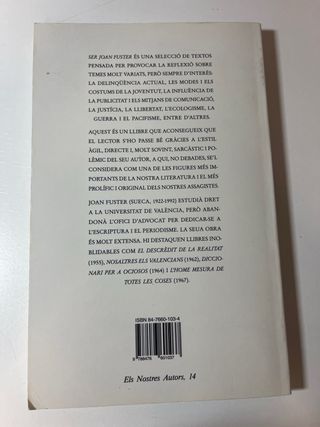 SER JOAN FUSTER ÉS UNA SELECCIÓ DE TEXTOS
PENSADA PER PROVOCAR LA REFLEXIÓ SOBRE
TEMES MOLT VARIATS, PERÒ SEMPRE D'INTERÈS:
LA DELINQÜÈNCIA ACTUAL, LES MODES I ELS
COSTUMS DE LA JOVENTUT, LA INFLUÈNCIA DE
LA PUBLICITAT I ELS MITJANS DE COMUNICACIÓ,
LA JUSTÍCIA, LA LLIBERTAT, L'ECOLOGISME, LA
GUERRA I EL PACIFISME, ENTRE D'ALTRES.
AQUEST ÉS UN LLIBRE QUE ACONSEGUEIX QUE
EL LECTOR S'HO PASSE BÉ GRÀCIES A L'ESTIL
ÀGIL, DIRECTE I, MOLT SOVINT, SARCÀSTIC I PO-
LÈMIC DEL SEU AUTOR, A QUI, NO DEBADES, SE'L
CONSIDERA COM UNA DE LES FIGURES MÉS IM-
PORTANTS DE LA NOSTRA LITERATURA I EL MÉS
PROLÍFIC I ORIGINAL DELS NOSTRES ASSAGISTES.
JOAN FUSTER (SUECA, 1922-1992) ESTUDIÀ DRET
A LA UNIVERSITAT DE VALÈNCIA, PERÒ ABAN-
DONÀ L'OFICI D'ADVOCAT PER DEDICAR-SE A
L'ESCRIPTURA I EL PERIODISME. LA SEUA OBRA
ÉS MOLT EXTENSA. HI DESTAQUEN LLIBRES IN-
OBLIDABLES COM EL DESCRÈDIT DE LA REALITAT
(1955), NOSALTRES ELS VALENCIANS (1962), DICCIO-
NARI PER A OCIOSOS (1964) I L'HOME MESURA DE
TOTES LES COSES (1967).
ISBN 84-7660-103-4
9 788476 601037
Els Nostres Autors, 14